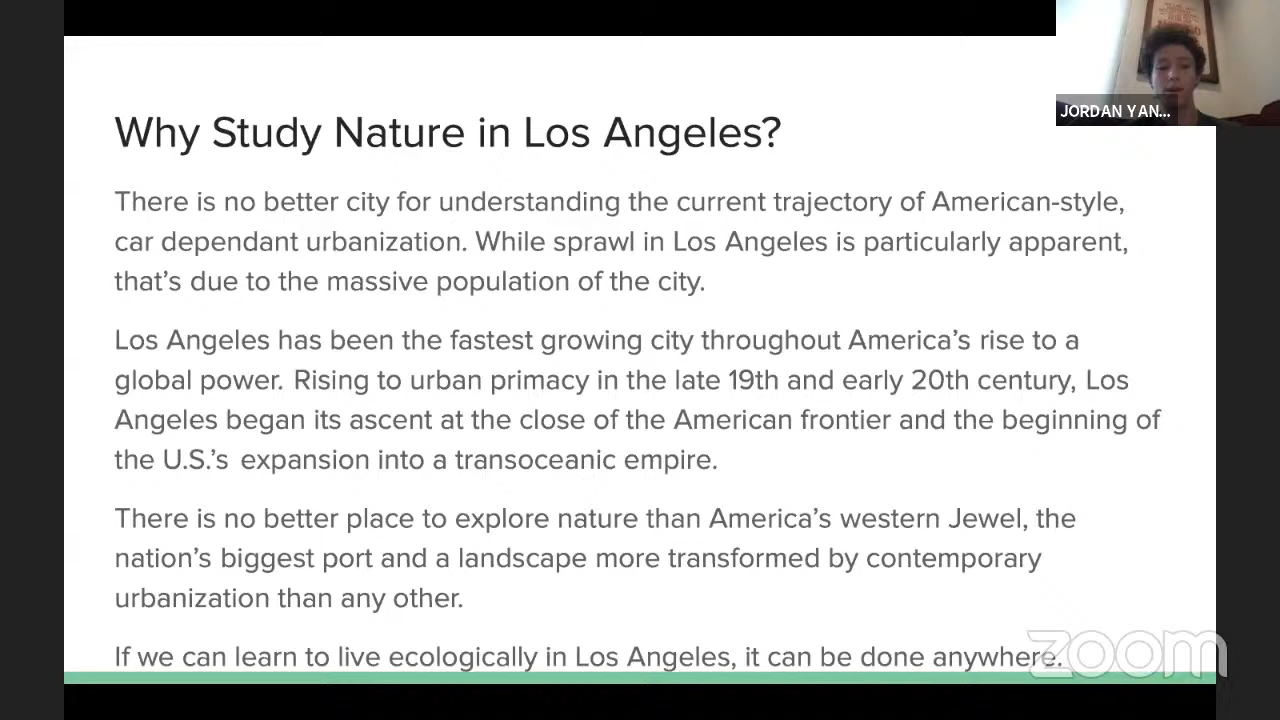 JORDAN YAN...
Why Study Nature in Los Angeles?
There is no better city for understanding the current trajectory of American-style,
car dependant urbanization. While sprawl in Los Angeles is particularly apparent,
that's due to the massive population of the city.
Los Angeles has been the fastest growing city throughout America's rise to a
global power. Rising to urban primacy in the late 19th and early 20th century, Los
Angeles began its ascent at the close of the American frontier and the beginning of
the U.S.'s expansion into a transoceanic empire.
There is no better place to explore nature than America's western Jewel, the
nation's biggest port and a landscape more transformed by contemporary
urbanization than any other.
If we can learn to live ecologically in Los Angeles, it can be done anywhere.
zoom